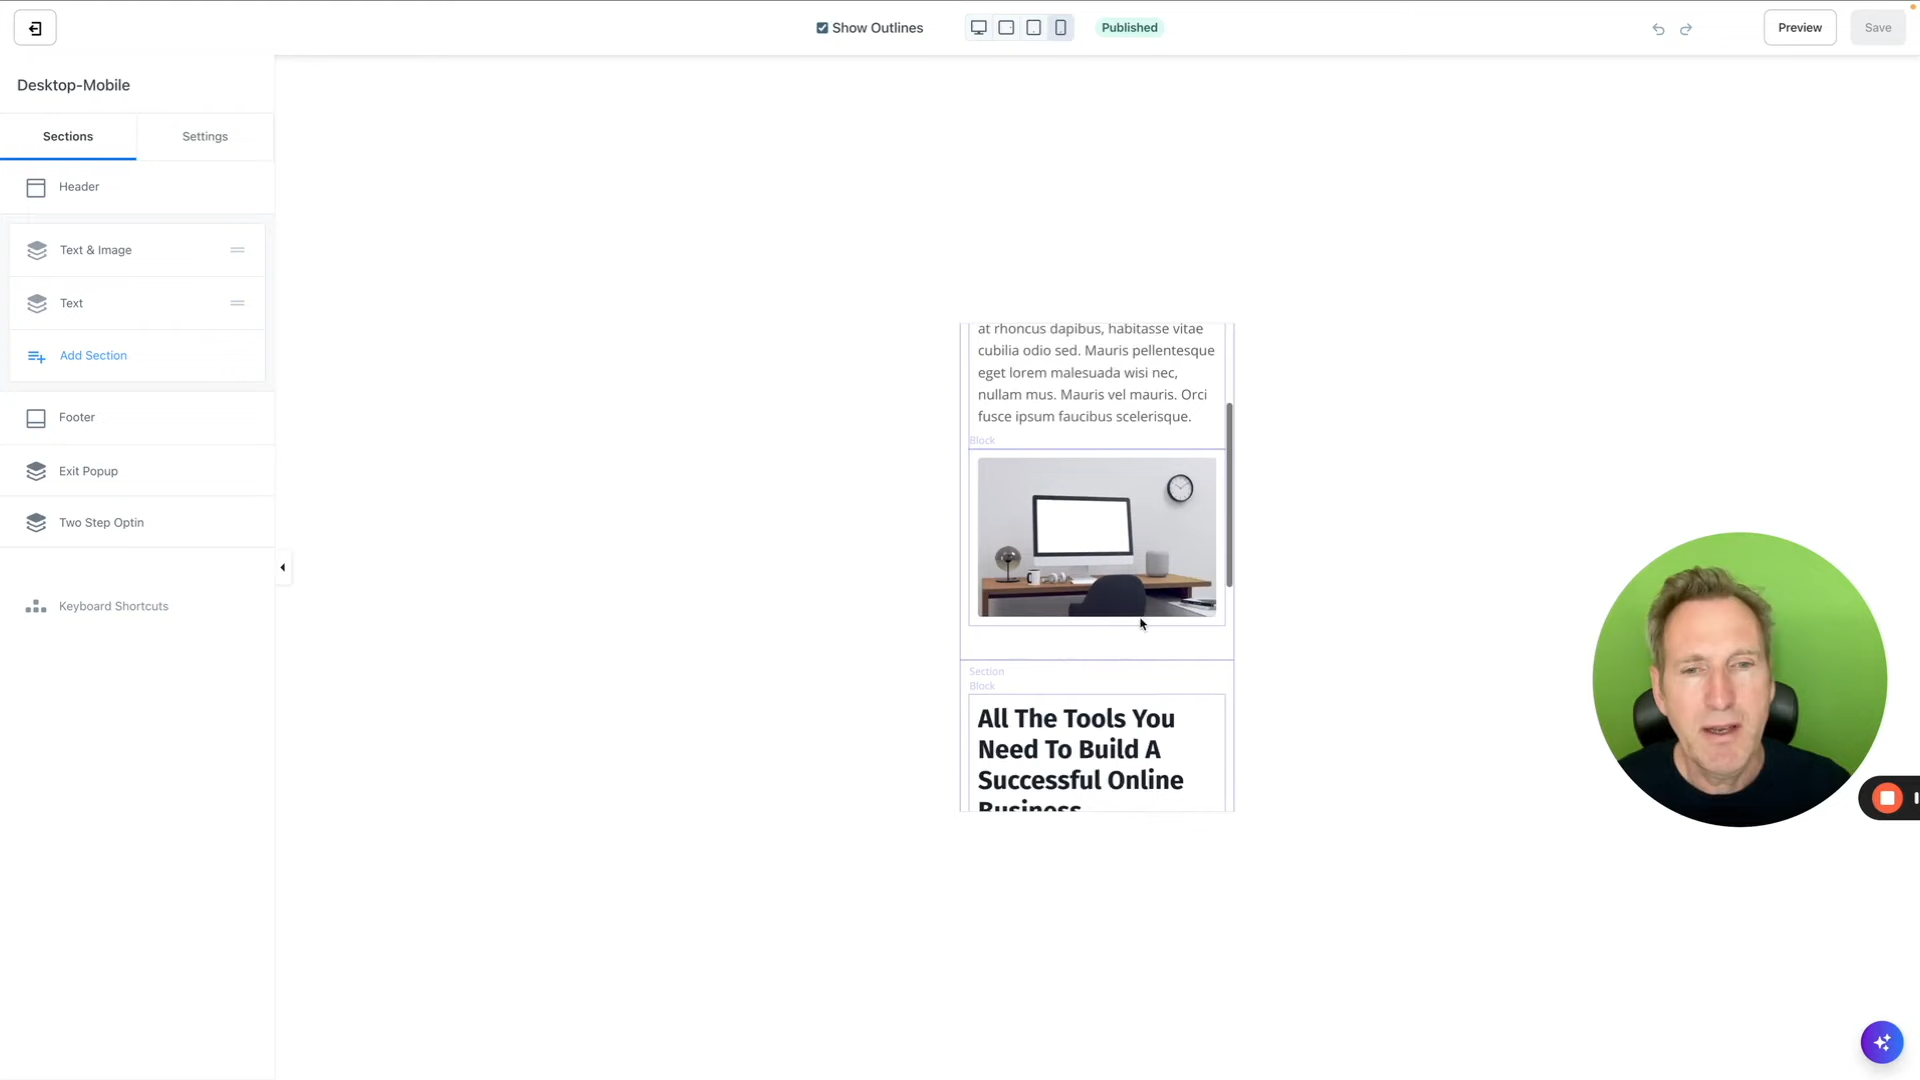 Show Outlines
Published
Preview
Save
Desktop-Mobile
Sections
Settings
Header
Text & Image
Text
Add Section
Footer
Exit Popup
Two Step Optin
Keyboard Shortcuts
at rhoncus dapibus, habitasse vitae
cubilia odio sed. Mauris pellentesque
eget lorem malesuada wisi nec,
nullam mus. Mauris vel mauris. Orci
fusce ipsum faucibus scelerisque.
Block
Section
Block
All The Tools You
Need To Build A
Successful Online
Business